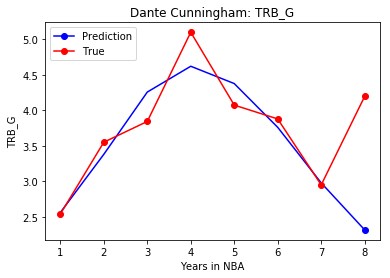 Dante Cunningham: TRB_G
Prediction
True
TRB_G
5.0
4.5
4.0
3.5
3.0
2.5
1 2 3 4 5 6 7 8
Years in NBA